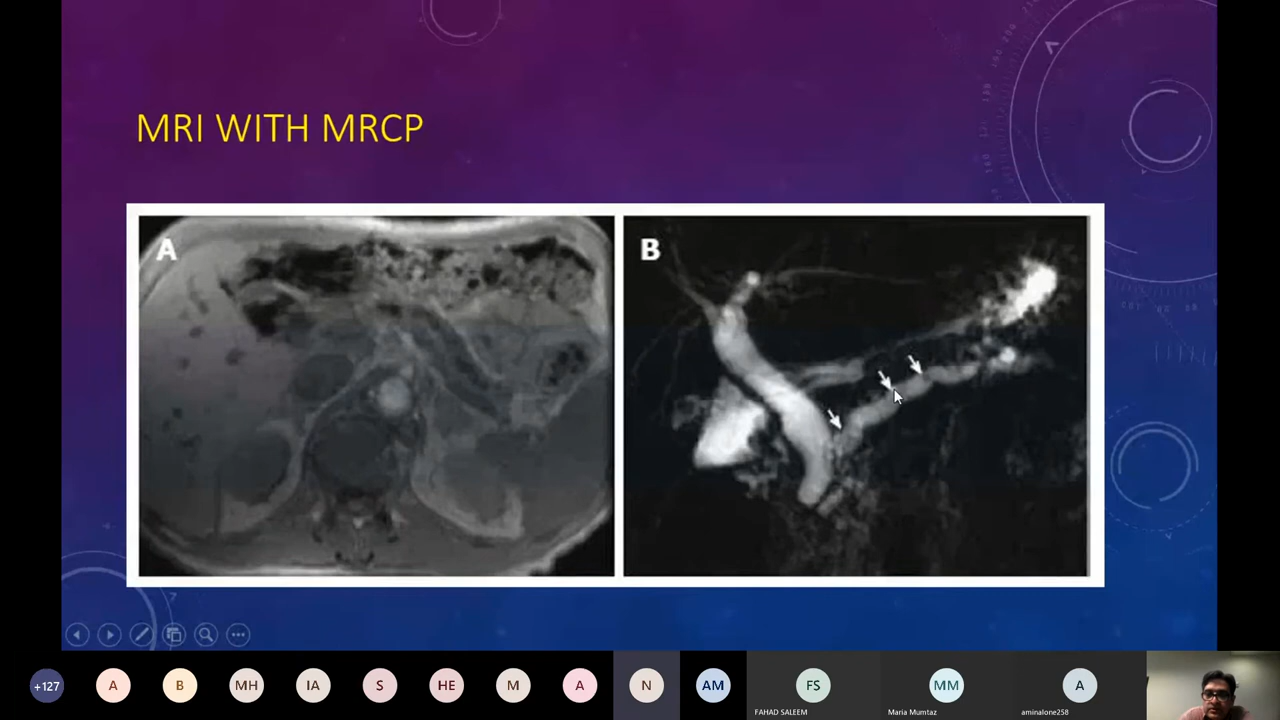 MRI WITH MRCP
A
B
+127
A
B
MH
IA
S
HE
M
A
N
AM
FS
MM
A
FAHAD SALEEM
Maria Mumtaz
aminalone258